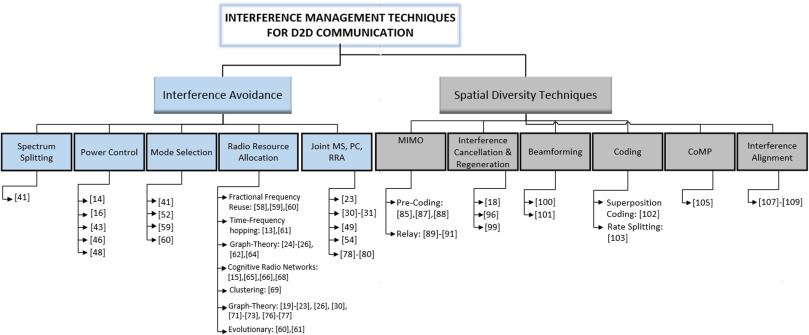 INTERFERENCE MANAGEMENT TECHNIQUES
FOR D2D COMMUNICATION
Interference Avoidance
Spatial Diversity Techniques
Spectrum
Splitting
Power Control
Mode Selection
Radio Resource
Allocation
Joint MS, PC,
RRA
MIMO
Interference
Cancellation &
Regeneration
Beamforming
Coding
CoMP
Interference
Alignment
[41]
[14]
[16]
[43]
[46]
[48]
[41]
[52]
[59]
[60]
Fractional Frequency
Reuse: [58],[59],[60]
Time-Frequency
hopping: [13],[61]
Graph-Theory: [24]-[26],
[62],[64]
Cognitive Radio Networks:
[15],[65],[66],[68]
Clustering: [69]
Graph-Theory: [19]-[23], [26], [30],
[71]-[73], [76]-[77]
Evolutionary: [60],[61]
[23]
[30]-[31]
[49]
[54]
[78]-[80]
Pre-Coding:
[85],[87],[88]
Relay: [89]-[91]
[18]
[96]
[99]
[100]
[101]
Superposition
Coding: [102]
Rate Splitting:
[103]
[105]
[107]-[109]